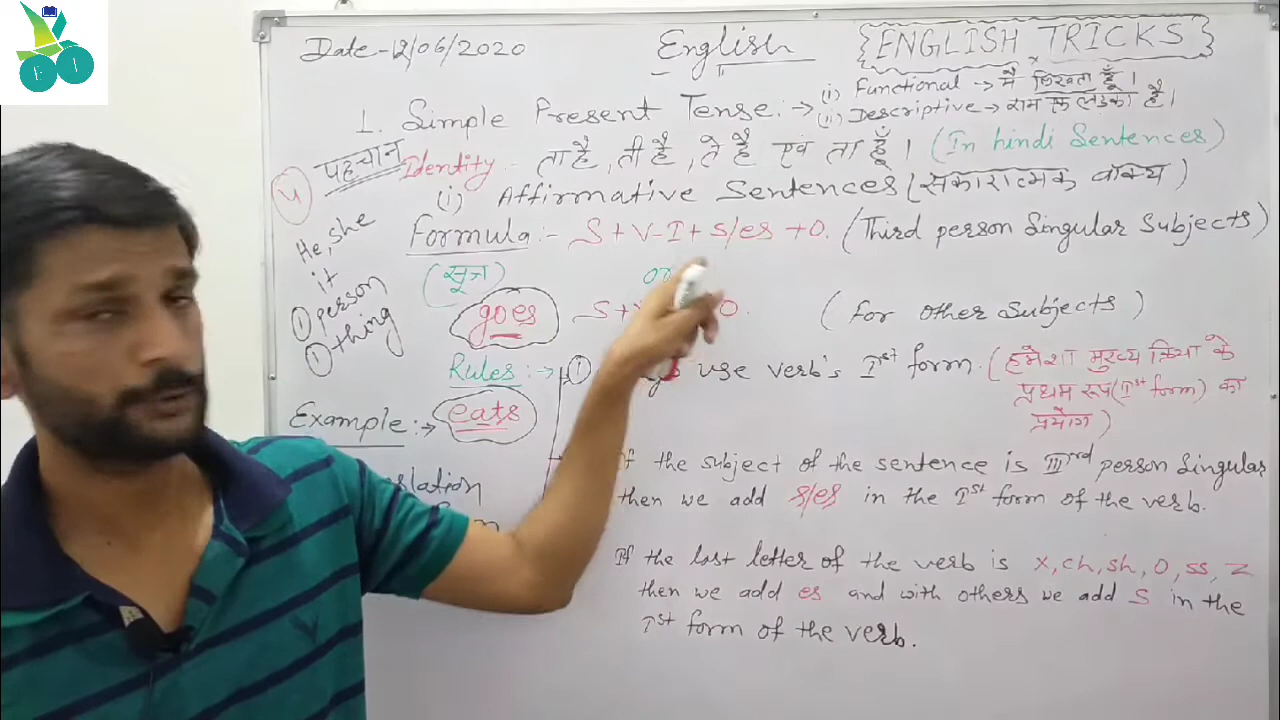 E I
Date-12/06/2020 English {ENGLISH TRICKS}
1. Simple Present Tense:→ (i) Functional → मैं लिखता हूँ।
(ii) Descriptive → राम एक लड़का है।
पहचान Identity - ता है, ती है, ते है एवं ता हूँ। (In hindi Sentences)
(i) Affirmative Sentences (सकारात्मक वाक्य)
Formula:- S+V-I+s/es+O. (Third person Singular Subjects)
(सूत्र) or
goes S+V O. (for other Subjects)
He, she
it
① person
① thing
Rules:→ ① use verb's Ist form. (हमेशा मुख्य क्रिया के
प्रथम रूप (Ist form) का
प्रयोग)
Example:→ eats
If the subject of the sentence is IIIrd person Singular
then we add s/es in the Ist form of the verb.
If the last letter of the verb is x, ch, sh, O, ss, z
then we add es and with others we add S in the
Ist form of the verb.